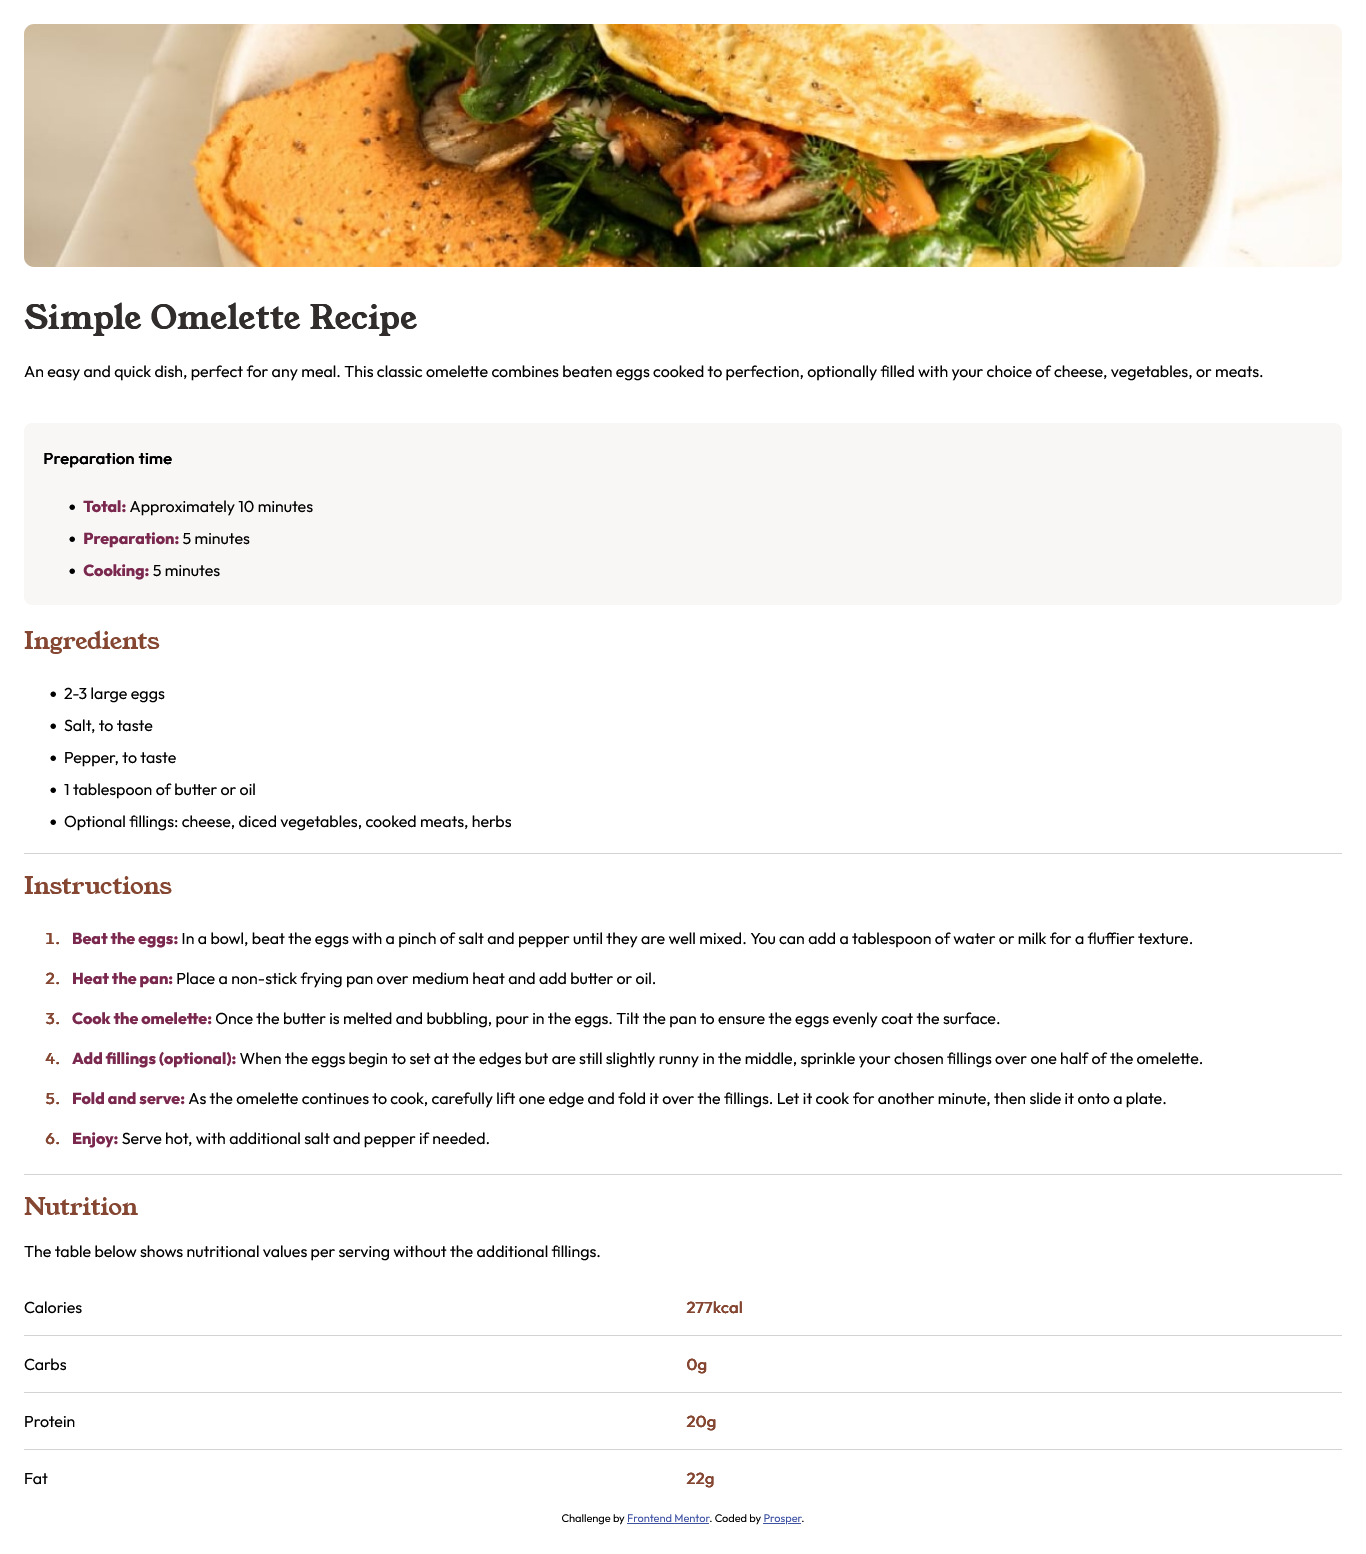 Simple Omelette Recipe
An easy and quick dish, perfect for any meal. This classic omelette combines beaten eggs cooked to perfection, optionally filled with your choice of cheese, vegetables, or meats.
Preparation time
• Total: Approximately 10 minutes
• Preparation: 5 minutes
• Cooking: 5 minutes
Ingredients
• 2-3 large eggs
• Salt, to taste
• Pepper, to taste
• 1 tablespoon of butter or oil
• Optional fillings: cheese, diced vegetables, cooked meats, herbs
Instructions
1. Beat the eggs: In a bowl, beat the eggs with a pinch of salt and pepper until they are well mixed. You can add a tablespoon of water or milk for a fluffier texture.
2. Heat the pan: Place a non-stick frying pan over medium heat and add butter or oil.
3. Cook the omelette: Once the butter is melted and bubbling, pour in the eggs. Tilt the pan to ensure the eggs evenly coat the surface.
4. Add fillings (optional): When the eggs begin to set at the edges but are still slightly runny in the middle, sprinkle your chosen fillings over one half of the omelette.
5. Fold and serve: As the omelette continues to cook, carefully lift one edge and fold it over the fillings. Let it cook for another minute, then slide it onto a plate.
6. Enjoy: Serve hot, with additional salt and pepper if needed.
Nutrition
The table below shows nutritional values per serving without the additional fillings.
Calories 277kcal
Carbs 0g
Protein 20g
Fat 22g
Challenge by Frontend Mentor. Coded by Prosper.